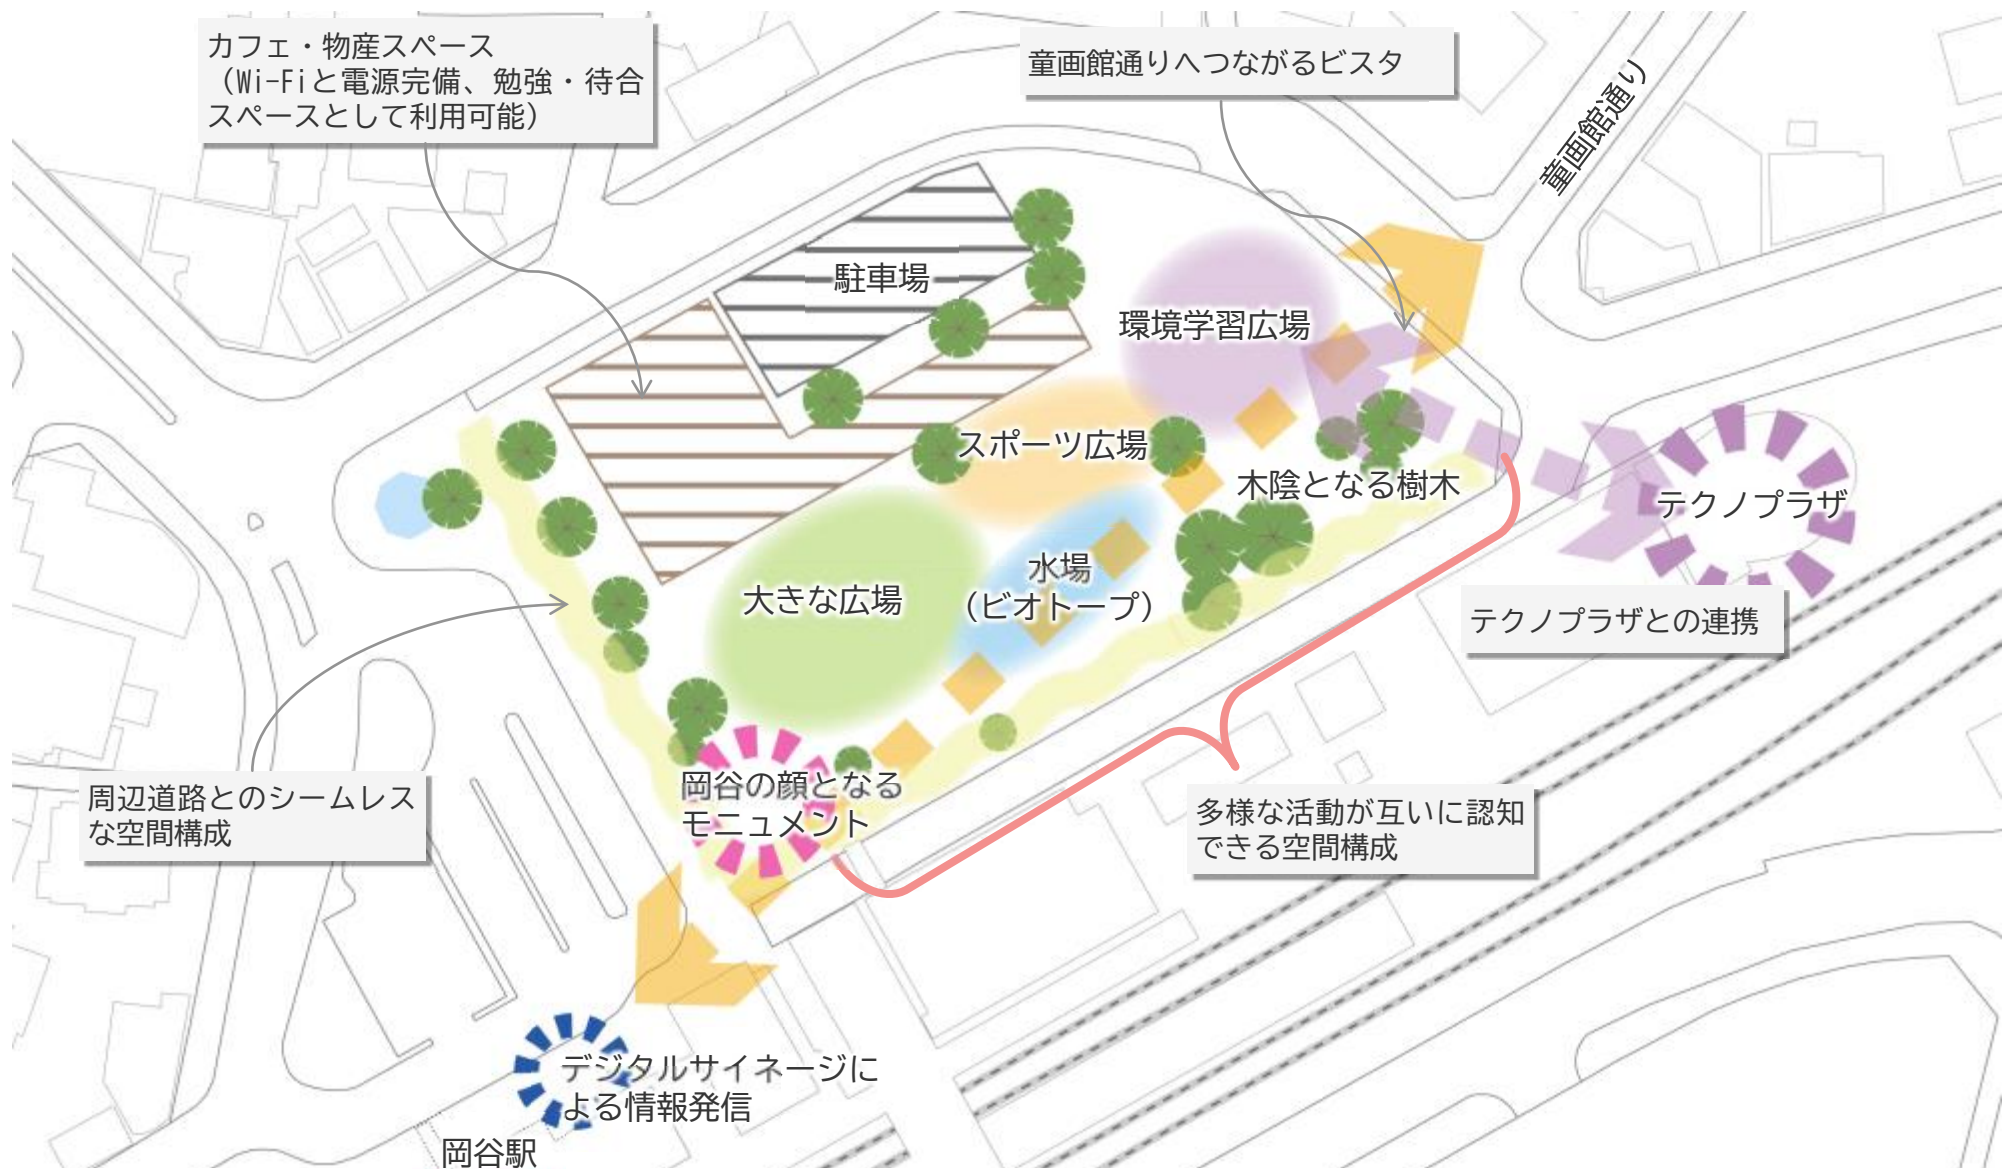 カフェ・物産スペース
（Wi-Fiと電源完備、勉強・待合
スペースとして利用可能）
童画館通りへつながるビスタ
童画館通り
駐車場
環境学習広場
スポーツ広場
木陰となる樹木
テクノプラザ
水場
（ビオトープ）
大きな広場
テクノプラザとの連携
岡谷の顔となる
モニュメント
周辺道路とのシームレス
な空間構成
多様な活動が互いに認知
できる空間構成
デジタルサイネージに
よる情報発信
岡谷駅